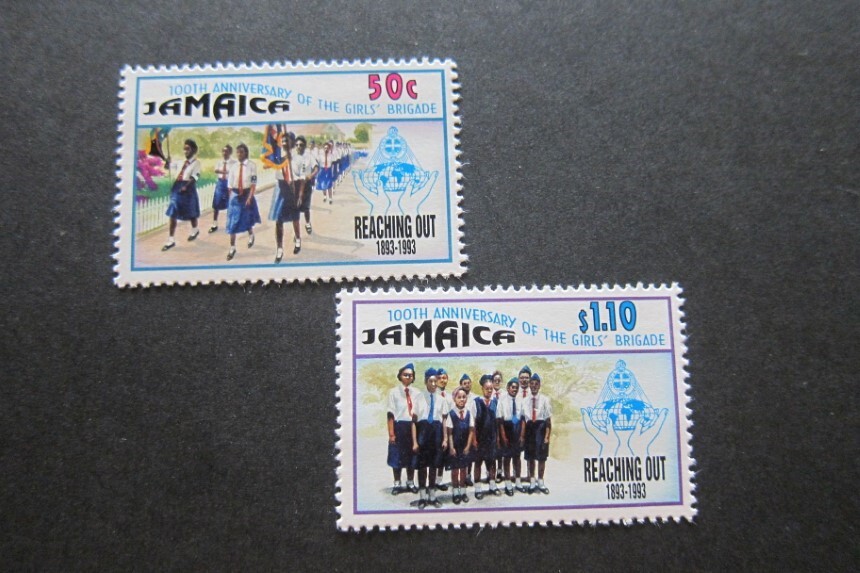 100TH ANNIVERSARY OF THE GIRLS' BRIGADE
50c
JAMAICA
REACHING OUT
1893-1993
100TH ANNIVERSARY OF THE GIRLS' BRIGADE
$1.10
JAMAICA
REACHING OUT
1893-1993